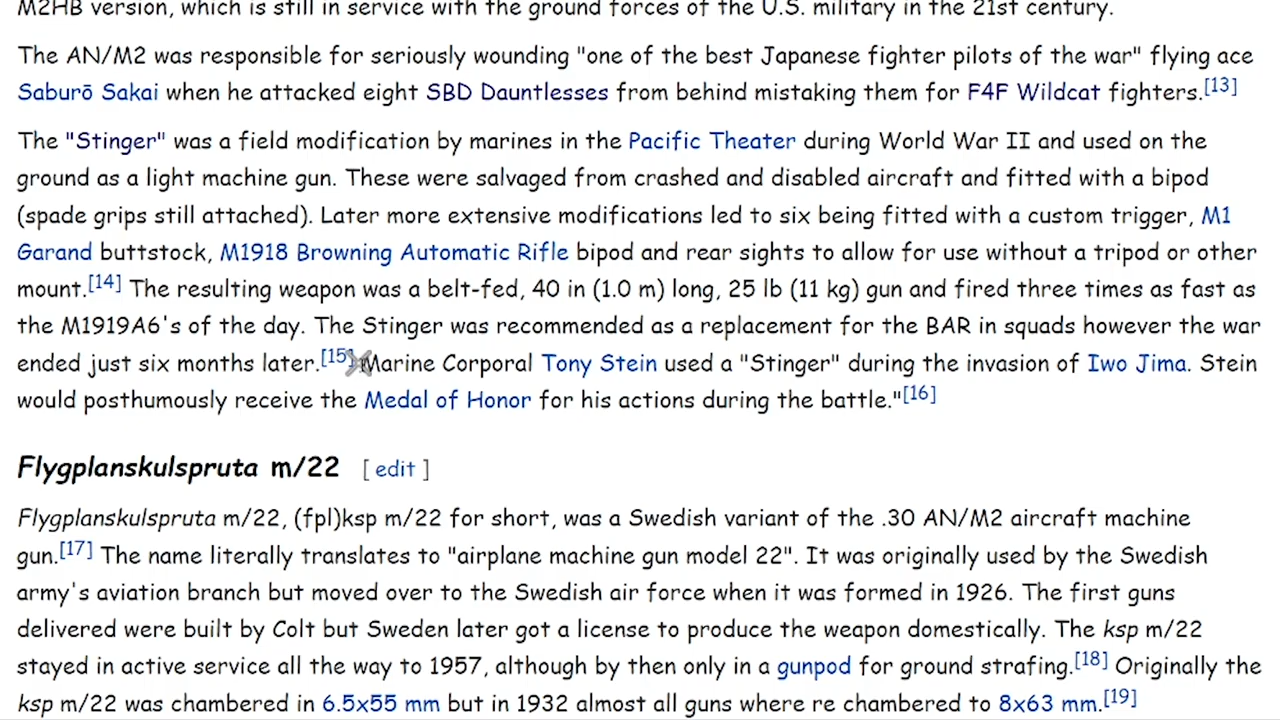 M2HB version, which is still in service with the ground forces of the U.S. military in the 21st century.
The AN/M2 was responsible for seriously wounding "one of the best Japanese fighter pilots of the war" flying ace
Saburō Sakai when he attacked eight SBD Dauntlesses from behind mistaking them for F4F Wildcat fighters.[13]
The "Stinger" was a field modification by marines in the Pacific Theater during World War II and used on the
ground as a light machine gun. These were salvaged from crashed and disabled aircraft and fitted with a bipod
(spade grips still attached). Later more extensive modifications led to six being fitted with a custom trigger, M1
Garand buttstock, M1918 Browning Automatic Rifle bipod and rear sights to allow for use without a tripod or other
mount.[14] The resulting weapon was a belt-fed, 40 in (1.0 m) long, 25 lb (11 kg) gun and fired three times as fast as
the M1919A6's of the day. The Stinger was recommended as a replacement for the BAR in squads however the war
ended just six months later.[15] Marine Corporal Tony Stein used a "Stinger" during the invasion of Iwo Jima. Stein
would posthumously receive the Medal of Honor for his actions during the battle."[16]
Flygplanskulspruta m/22 [ edit ]
Flygplanskulspruta m/22, (fpl)ksp m/22 for short, was a Swedish variant of the .30 AN/M2 aircraft machine
gun.[17] The name literally translates to "airplane machine gun model 22". It was originally used by the Swedish
army's aviation branch but moved over to the Swedish air force when it was formed in 1926. The first guns
delivered were built by Colt but Sweden later got a license to produce the weapon domestically. The ksp m/22
stayed in active service all the way to 1957, although by then only in a gunpod for ground strafing.[18] Originally the
ksp m/22 was chambered in 6.5x55 mm but in 1932 almost all guns where re chambered to 8x63 mm.[19]